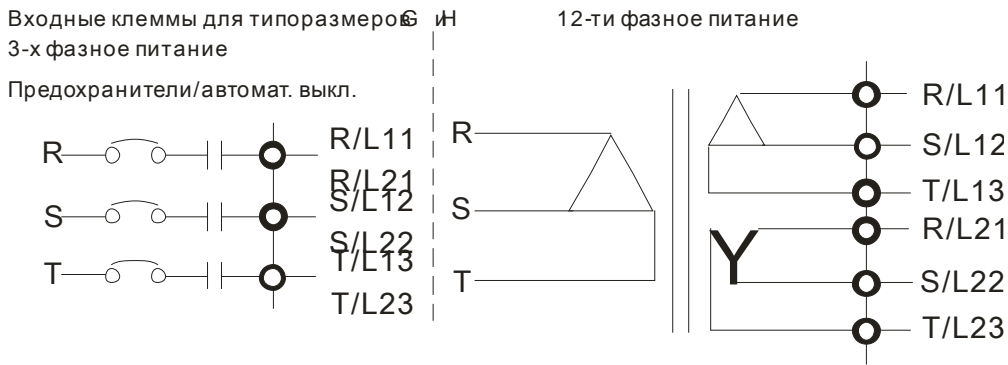 Входные клеммы для типоразмеров G и H
3-х фазное питание
Предохранители/автомат. выкл.
R
R/L11
R/L21
S
S/L12
S/L22
T
T/L13
T/L23
12-ти фазное питание
R
S
T
R/L11
S/L12
T/L13
R/L21
S/L22
T/L23